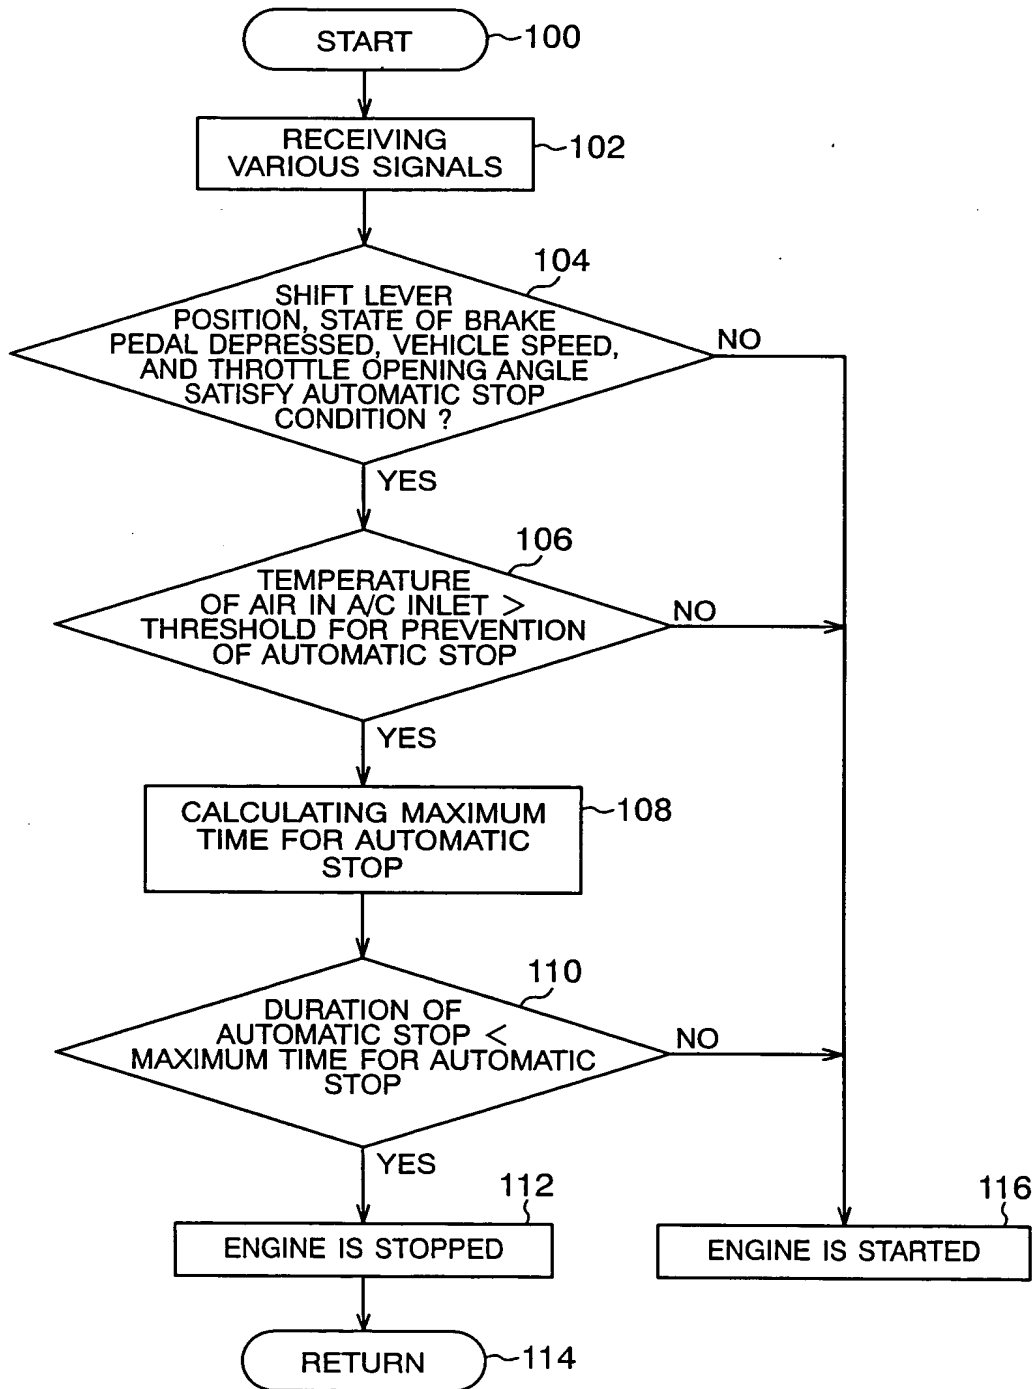 START
100
RECEIVING
VARIOUS SIGNALS
102
104
SHIFT LEVER
POSITION, STATE OF BRAKE
PEDAL DEPRESSED, VEHICLE SPEED,
AND THROTTLE OPENING ANGLE
SATISFY AUTOMATIC STOP
CONDITION ?
NO
YES
106
TEMPERATURE
OF AIR IN A/C INLET >
THRESHOLD FOR PREVENTION
OF AUTOMATIC STOP
NO
YES
CALCULATING MAXIMUM
TIME FOR AUTOMATIC
STOP
108
110
DURATION OF
AUTOMATIC STOP <
MAXIMUM TIME FOR AUTOMATIC
STOP
NO
YES
112
ENGINE IS STOPPED
116
ENGINE IS STARTED
RETURN
114